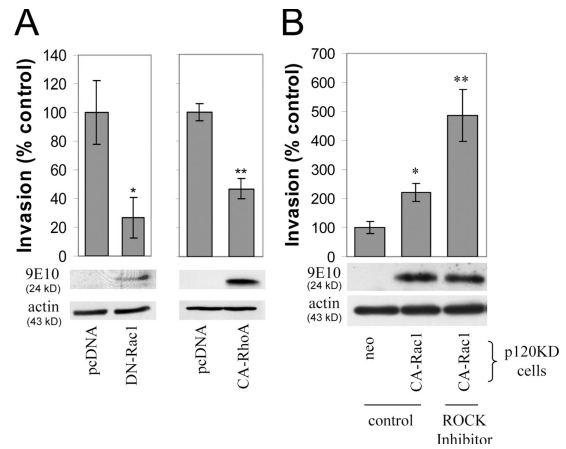 A
B
Invasion (% control)
140
120
100
80
60
40
20
0
*
**
Invasion (% control)
700
600
500
400
300
200
100
0
*
**
9E10
(24 kD)
actin
(43 kD)
pcDNA
DN-Rac1
pcDNA
CA-RhoA
9E10
(24 kD)
actin
(43 kD)
neo
CA-Rac1
CA-Rac1
p120KD
cells
control
ROCK
Inhibitor